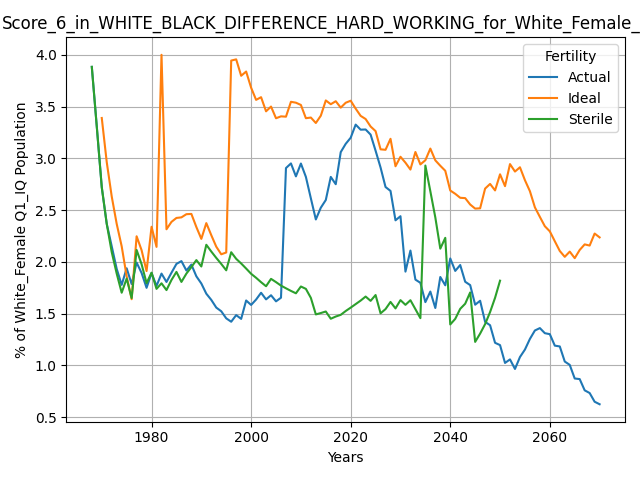 Score_6_in_WHITE_BLACK_DIFFERENCE_HARD_WORKING_for_White_Female_
Fertility
Actual
Ideal
Sterile
% of White_Female Q1_IQ Population
4.0
3.5
3.0
2.5
2.0
1.5
1.0
0.5
1980 2000 2020 2040 2060
Years